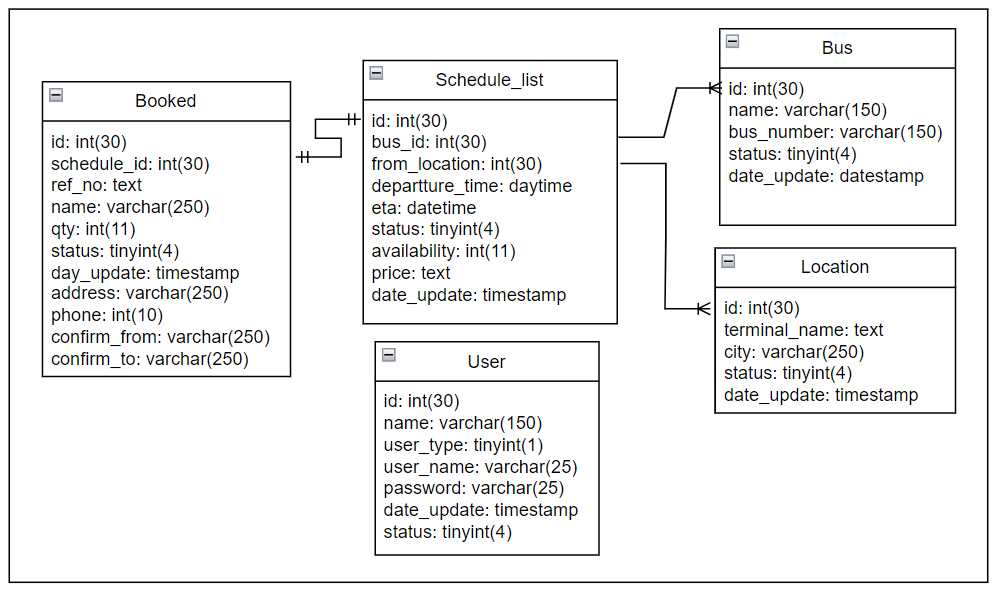 Booked
id: int(30)
schedule_id: int(30)
ref_no: text
name: varchar(250)
qty: int(11)
status: tinyint(4)
day_update: timestamp
address: varchar(250)
phone: int(10)
confirm_from: varchar(250)
confirm_to: varchar(250)
Schedule_list
id: int(30)
bus_id: int(30)
from_location: int(30)
departture_time: daytime
eta: datetime
status: tinyint(4)
availability: int(11)
price: text
date_update: timestamp
User
id: int(30)
name: varchar(150)
user_type: tinyint(1)
user_name: varchar(25)
password: varchar(25)
date_update: timestamp
status: tinyint(4)
Bus
id: int(30)
name: varchar(150)
bus_number: varchar(150)
status: tinyint(4)
date_update: datestamp
Location
id: int(30)
terminal_name: text
city: varchar(250)
status: tinyint(4)
date_update: timestamp